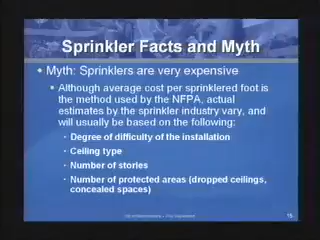 Sprinkler Facts and Myth
Myth: Sprinklers are very expensive
Although average cost per sprinklered foot is
the method used by the NFPA, actual
estimates by the sprinkler industry vary, and
will usually be based on the following:
Degree of difficulty of the installation
Ceiling type
Number of stories
Number of protected areas (dropped ceilings,
concealed spaces)
15